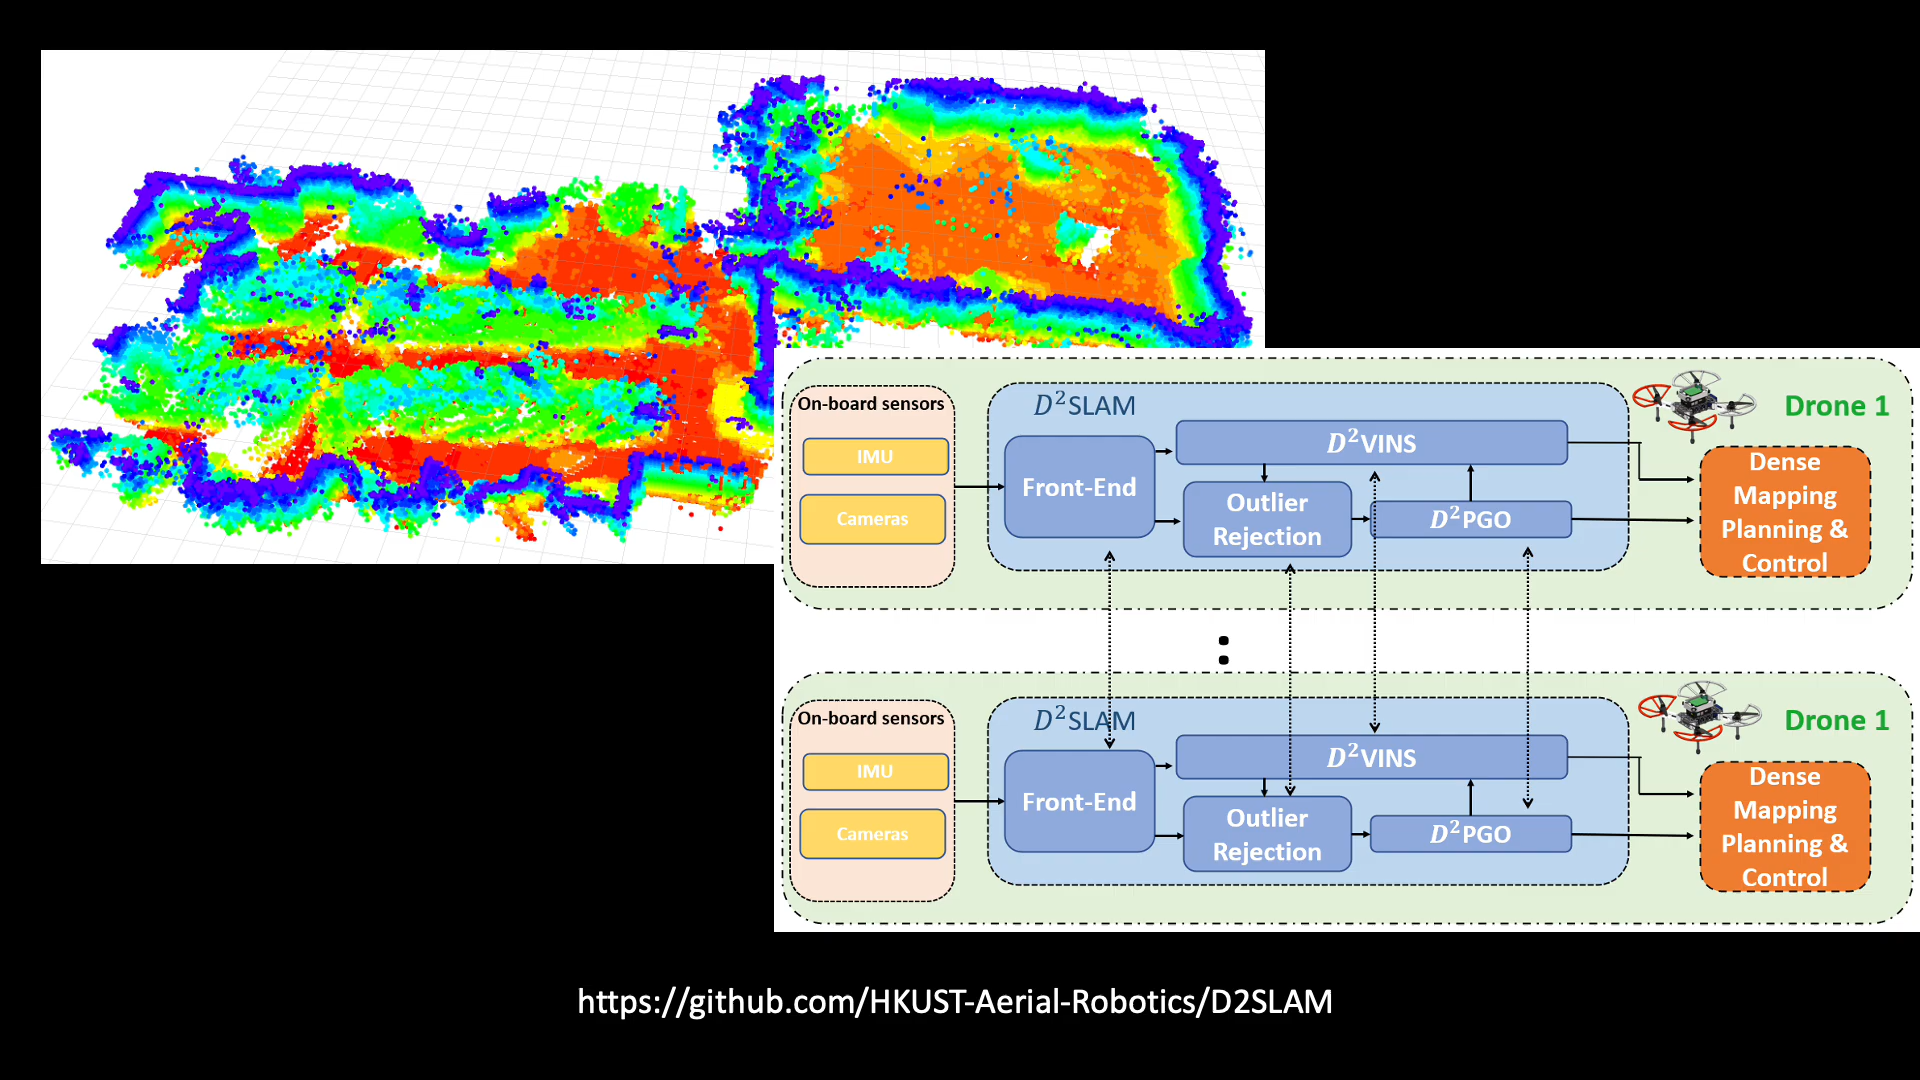 On-board sensors
IMU
Cameras
D²SLAM
Front-End
D²VINS
Outlier
Rejection
D²PGO
Drone 1
Dense
Mapping
Planning &
Control
:
On-board sensors
IMU
Cameras
D²SLAM
Front-End
D²VINS
Outlier
Rejection
D²PGO
Drone 1
Dense
Mapping
Planning &
Control
https://github.com/HKUST-Aerial-Robotics/D2SLAM